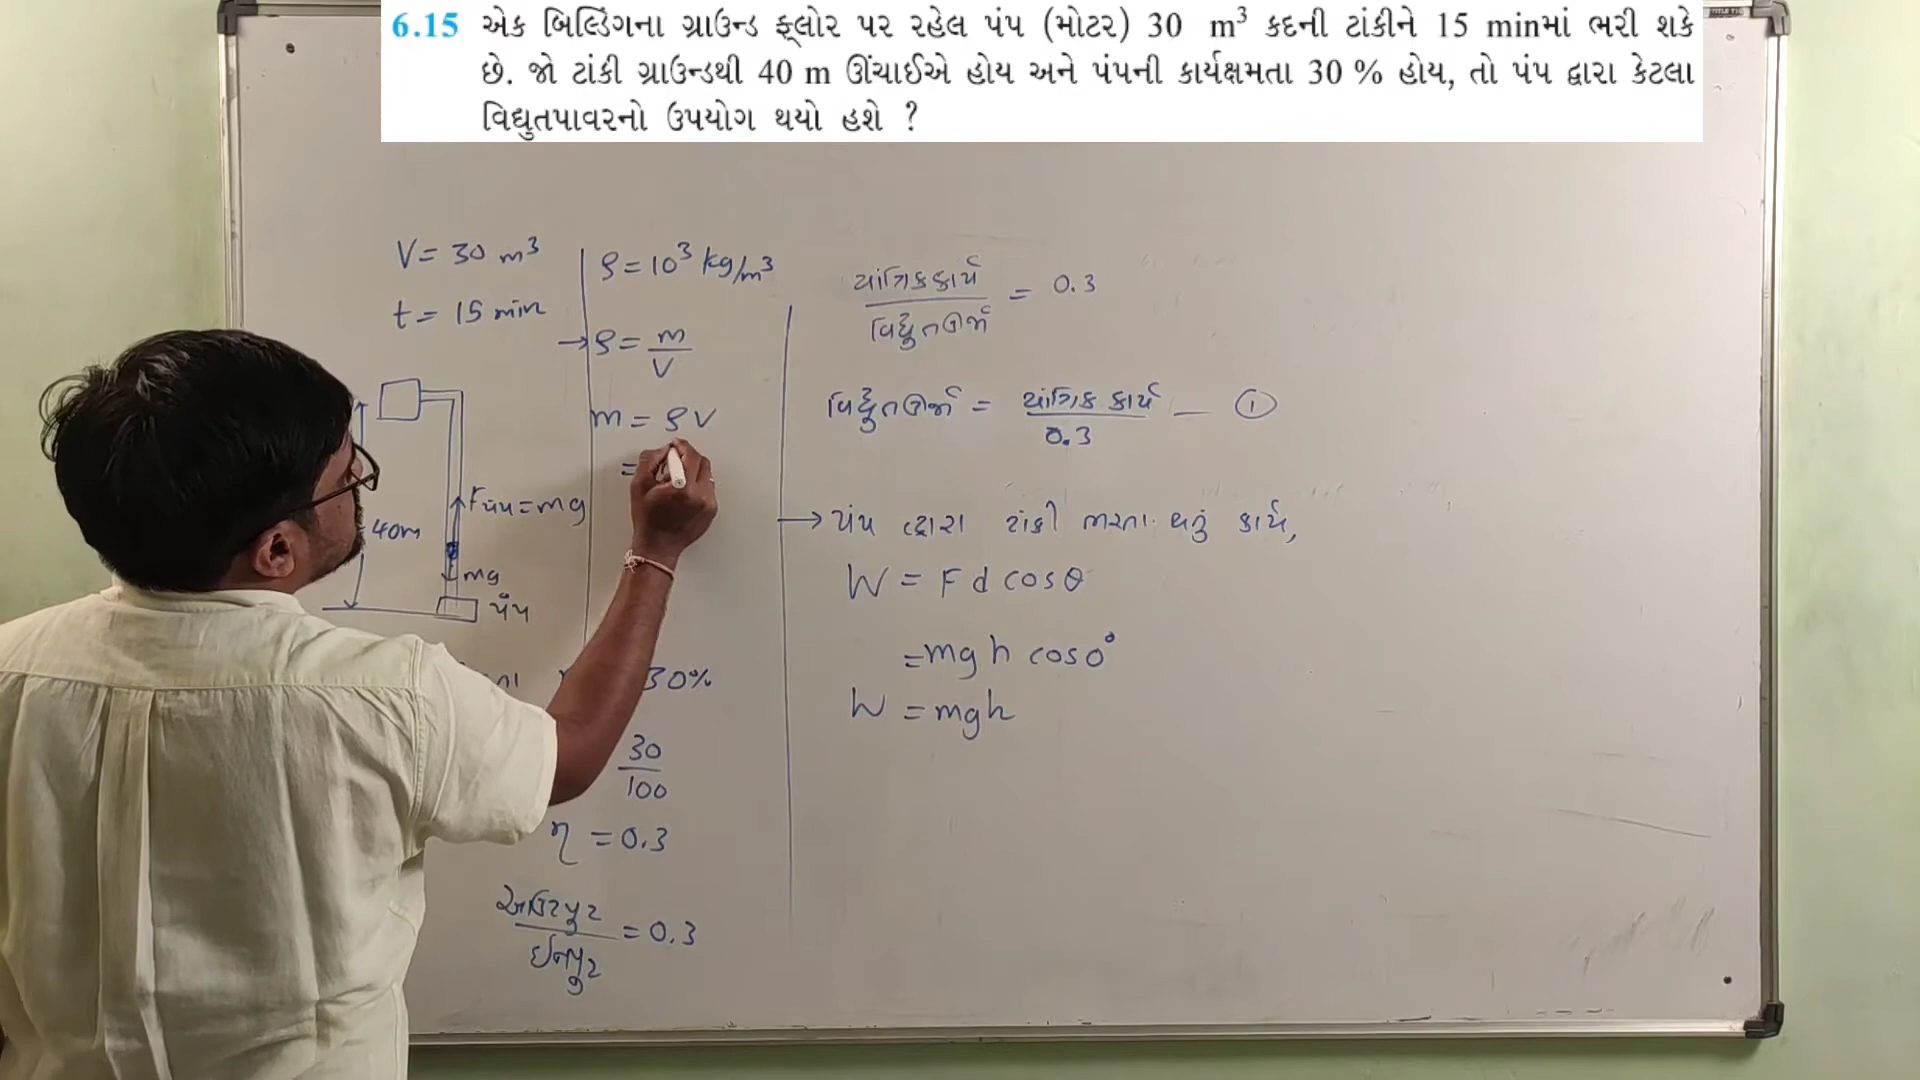 6.15 એક બિલ્ડિંગના ગ્રાઉન્ડ ફ્લોર પર રહેલ પંપ (મોટર) 30 m³ કદની ટાંકીને 15 minમાં ભરી શકે
છે. જો ટાંકી ગ્રાઉન્ડથી 40 m ઊંચાઈએ હોય અને પંપની કાર્યક્ષમતા 30 % હોય, તો પંપ દ્વારા કેટલા
વિદ્યુતપાવરનો ઉપયોગ થયો હશે ?
V = 30 m³
t = 15 min
40m
Fપંપ = mg
mg
પંપ
30%
30
100
η = 0.3
આઉટપુટ
ઈનપુટ
= 0.3
ρ = 10³ kg/m³
→ ρ = m
V
m = ρV
=
યાંત્રિકકાર્ય
વિદ્યુતઊર્જા
= 0.3
વિદ્યુતઊર્જા = યાંત્રિક કાર્ય — ①
0.3
→ પંપ દ્વારા ટાંકી ભરતા થતું કાર્ય,
W = Fd cosθ
= mgh cos0°
W = mgh